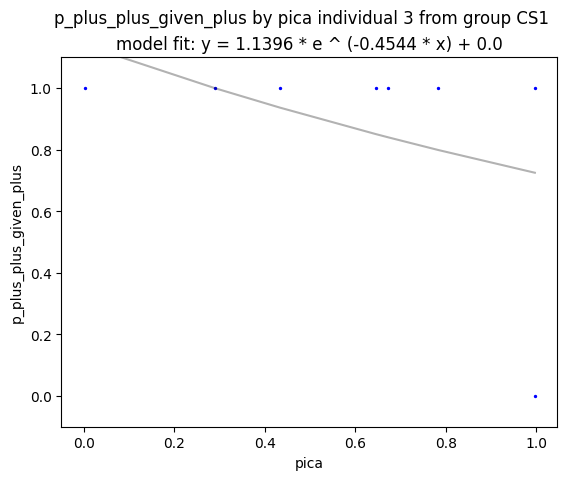 p_plus_plus_given_plus by pica individual 3 from group CS1
model fit: y = 1.1396 * e ^ (-0.4544 * x) + 0.0
1.0
0.8
0.6
0.4
0.2
0.0
p_plus_plus_given_plus
0.0 0.2 0.4 0.6 0.8 1.0
pica